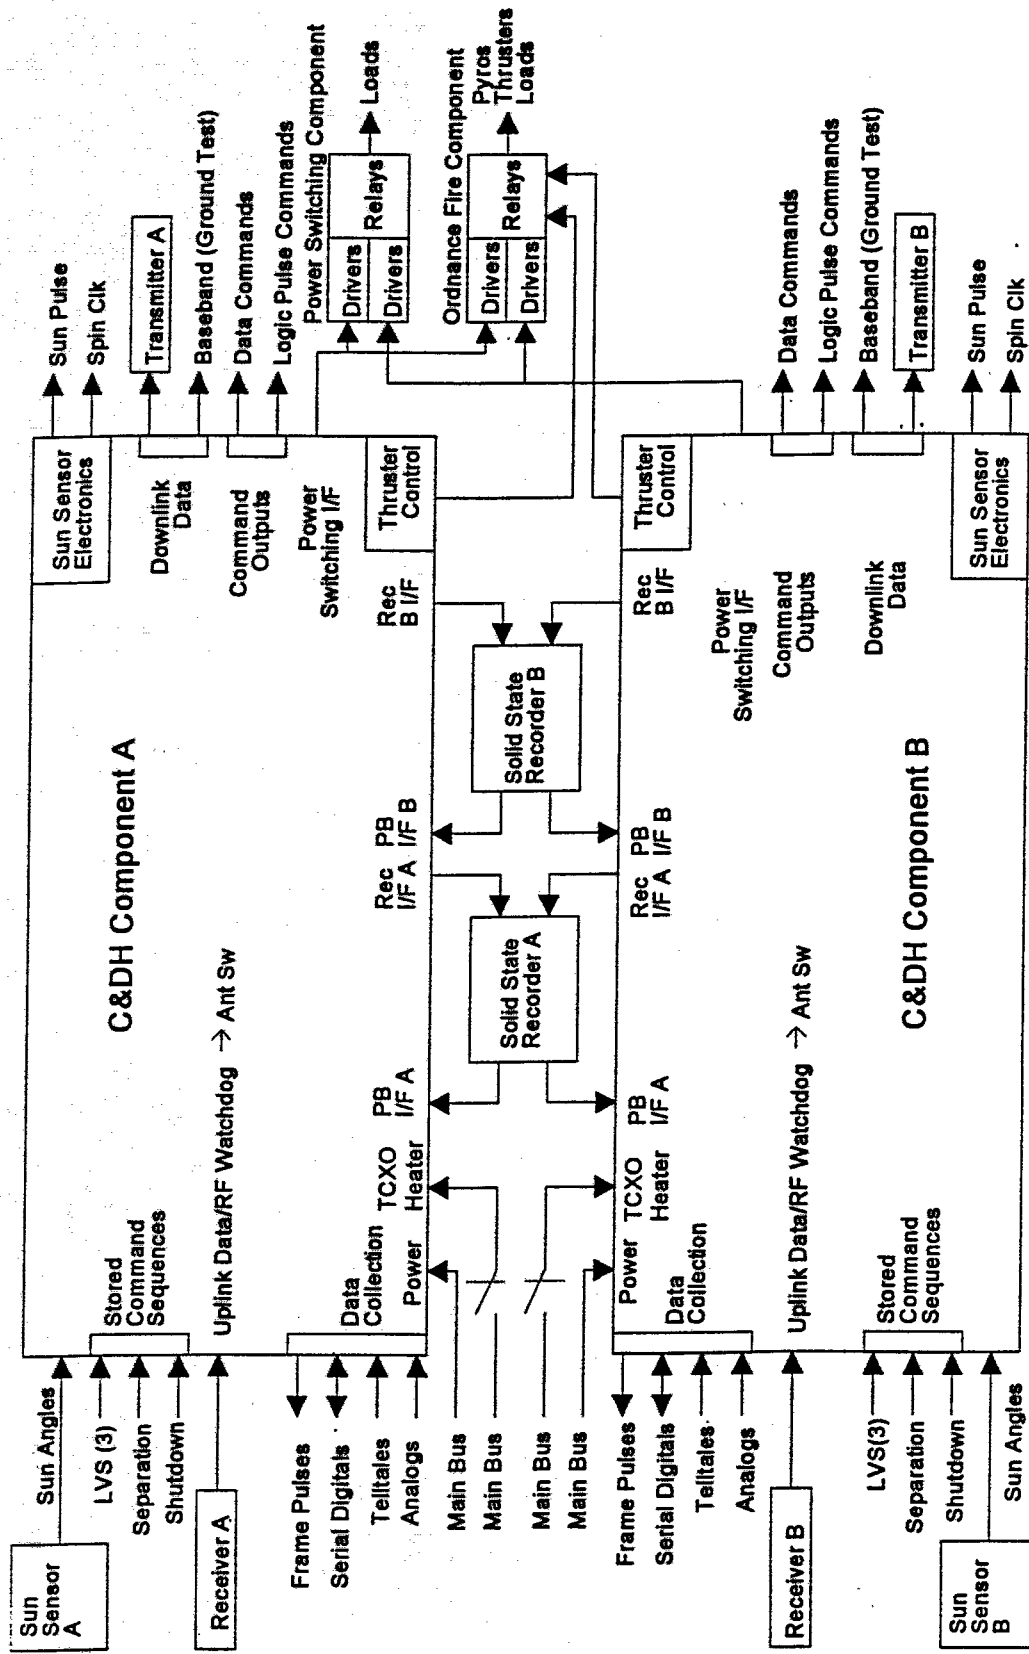 Sun
Sensor
A
Sun Angles
LVS (3)
Separation
Shutdown
Receiver A
Frame Pulses
Serial Digitals
Telltales
Analogs
Main Bus
Main Bus
Main Bus
Main Bus
Frame Pulses
Serial Digitals
Telltales
Analogs
Receiver B
LVS(3)
Separation
Shutdown
Sun Angles
Sun
Sensor
B
C&DH Component A
Stored
Command
Sequences
Uplink Data/RF Watchdog → Ant Sw
Data
Collection
Power
TCXO
Heater
PB
I/F A
Rec
I/F A
PB
I/F B
Rec
B I/F
Sun Sensor
Electronics
Downlink
Data
Command
Outputs
Power
Switching I/F
Thruster
Control
Solid State
Recorder A
Solid State
Recorder B
C&DH Component B
Power
TCXO
Heater
Data
Collection
Uplink Data/RF Watchdog → Ant Sw
Stored
Command
Sequences
PB
I/F A
Rec
I/F A
PB
I/F B
Rec
B I/F
Thruster
Control
Power
Switching I/F
Command
Outputs
Downlink
Data
Sun Sensor
Electronics
Sun Pulse
Spin Clk
Transmitter A
Baseband (Ground Test)
Data Commands
Logic Pulse Commands
Power Switching Component
Drivers
Drivers
Relays
Loads
Ordnance Fire Component
Drivers
Drivers
Relays
Pyros
Thrusters
Loads
Data Commands
Logic Pulse Commands
Baseband (Ground Test)
Transmitter B
Sun Pulse
Spin Clk